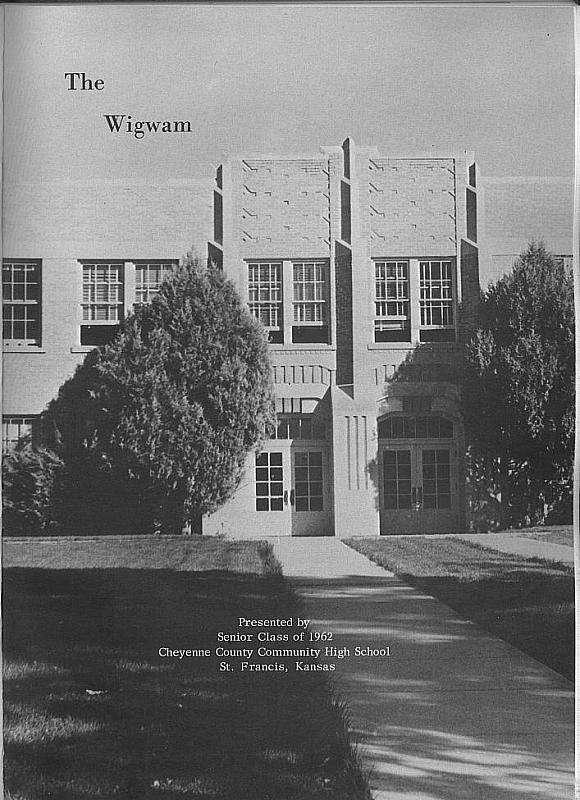 The
Wigwam
Presented by
Senior Class of 1962
Cheyenne County Community High School
St. Francis, Kansas